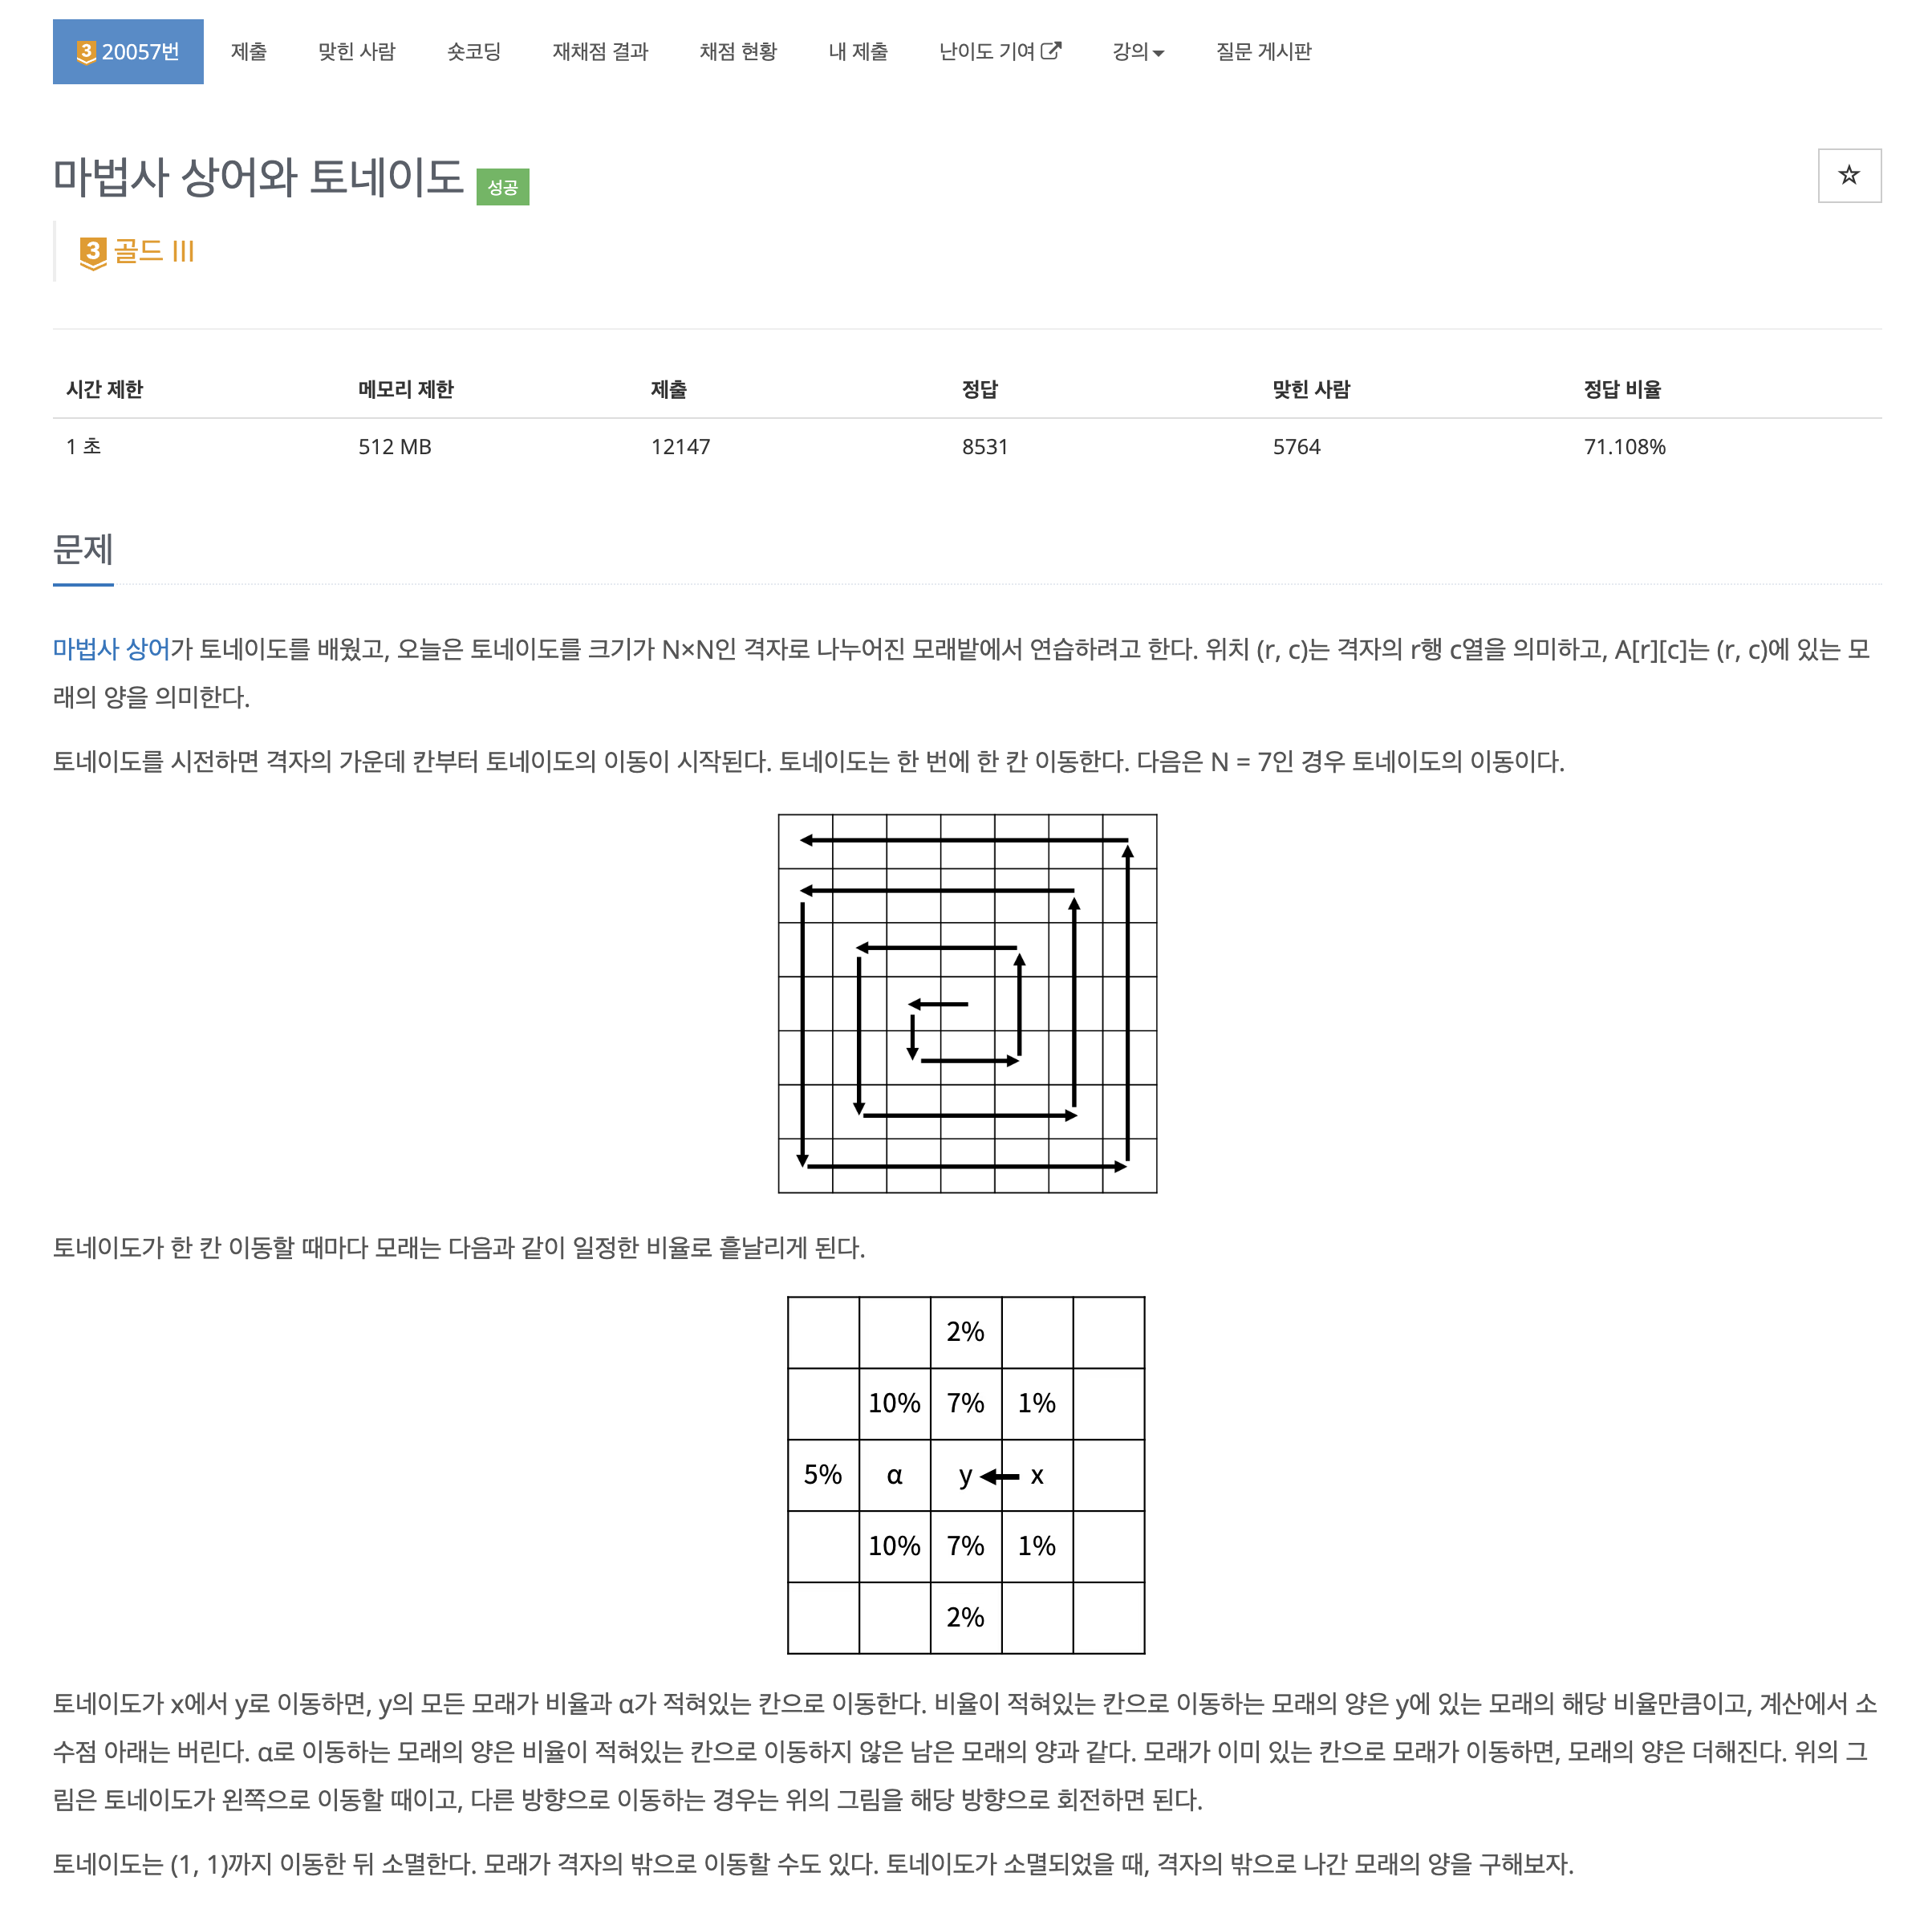 3 20057번 제출 맞힌 사람 숏코딩 재채점 결과 채점 현황 내 제출 난이도 기여 강의 질문 게시판
마법사 상어와 토네이도 성공
3 골드 III
시간 제한 메모리 제한 제출 정답 맞힌 사람 정답 비율
1 초 512 MB 12147 8531 5764 71.108%
문제
마법사 상어가 토네이도를 배웠고, 오늘은 토네이도를 크기가 N×N인 격자로 나누어진 모래밭에서 연습하려고 한다. 위치 (r, c)는 격자의 r행 c열을 의미하고, A[r][c]는 (r, c)에 있는 모
래의 양을 의미한다.
토네이도를 시전하면 격자의 가운데 칸부터 토네이도의 이동이 시작된다. 토네이도는 한 번에 한 칸 이동한다. 다음은 N = 7인 경우 토네이도의 이동이다.
토네이도가 한 칸 이동할 때마다 모래는 다음과 같이 일정한 비율로 흩날리게 된다.
2%
10% 7% 1%
5% α y x
10% 7% 1%
2%
토네이도가 x에서 y로 이동하면, y의 모든 모래가 비율과 α가 적혀있는 칸으로 이동한다. 비율이 적혀있는 칸으로 이동하는 모래의 양은 y에 있는 모래의 해당 비율만큼이고, 계산에서 소
수점 아래는 버린다. α로 이동하는 모래의 양은 비율이 적혀있는 칸으로 이동하지 않은 남은 모래의 양과 같다. 모래가 이미 있는 칸으로 모래가 이동하면, 모래의 양은 더해진다. 위의 그
림은 토네이도가 왼쪽으로 이동할 때이고, 다른 방향으로 이동하는 경우는 위의 그림을 해당 방향으로 회전하면 된다.
토네이도는 (1, 1)까지 이동한 뒤 소멸한다. 모래가 격자의 밖으로 이동할 수도 있다. 토네이도가 소멸되었을 때, 격자의 밖으로 나간 모래의 양을 구해보자.